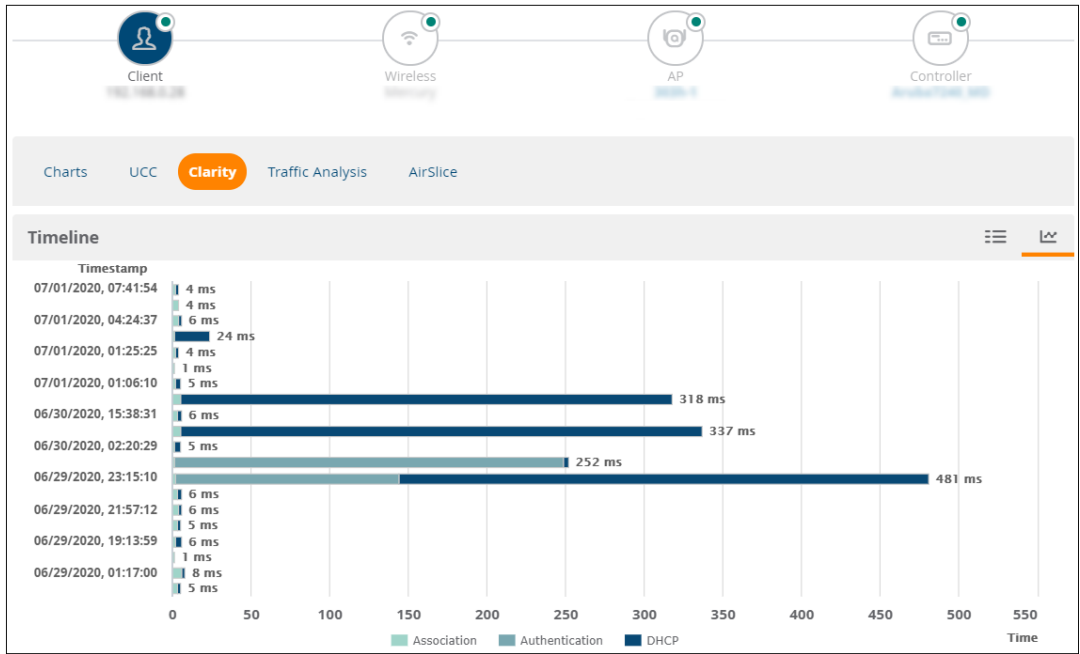 Client Wireless AP Controller
Charts UCC Clarity Traffic Analysis AirSlice
Timeline
Timestamp
07/01/2020, 07:41:54 4 ms
4 ms
07/01/2020, 04:24:37 6 ms
24 ms
07/01/2020, 01:25:25 4 ms
1 ms
07/01/2020, 01:06:10 5 ms
318 ms
06/30/2020, 15:38:31 6 ms
337 ms
06/30/2020, 02:20:29 5 ms
252 ms
06/29/2020, 23:15:10 481 ms
6 ms
06/29/2020, 21:57:12 6 ms
5 ms
06/29/2020, 19:13:59 6 ms
1 ms
06/29/2020, 01:17:00 8 ms
5 ms
0 50 100 150 200 250 300 350 400 450 500 550
Time
Association Authentication DHCP